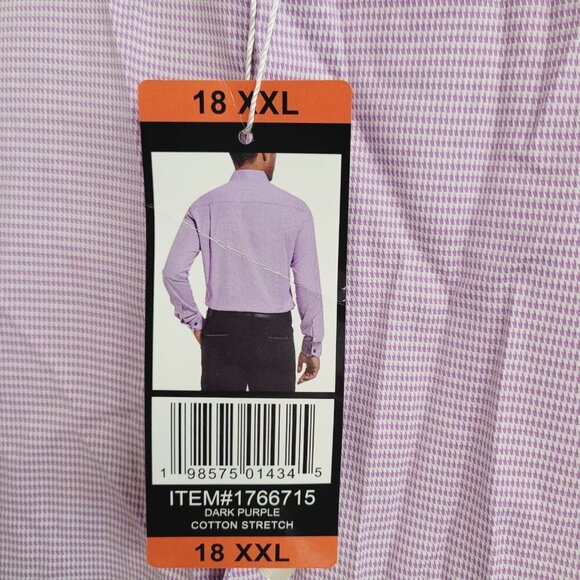 18 XXL
1 98575 01434 5
ITEM#1766715
DARK PURPLE
COTTON STRETCH
18 XXL